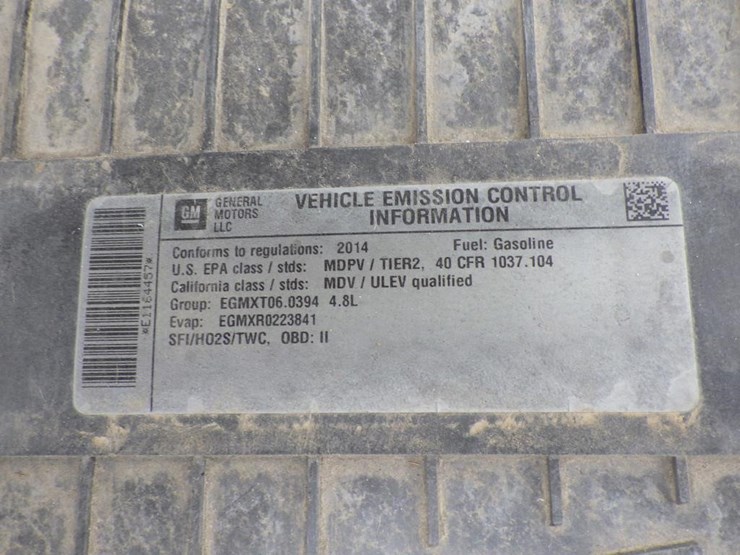 GM
GENERAL
MOTORS
LLC
VEHICLE EMISSION CONTROL
INFORMATION
Conforms to regulations: 2014 Fuel: Gasoline
U.S. EPA class / stds: MDPV / TIER2, 40 CFR 1037.104
California class / stds: MDV / ULEV qualified
Group: EGMXT06.0394 4.8L
Evap: EGMXR0223841
SFI/HO2S/TWC, OBD: II
*E1164457*